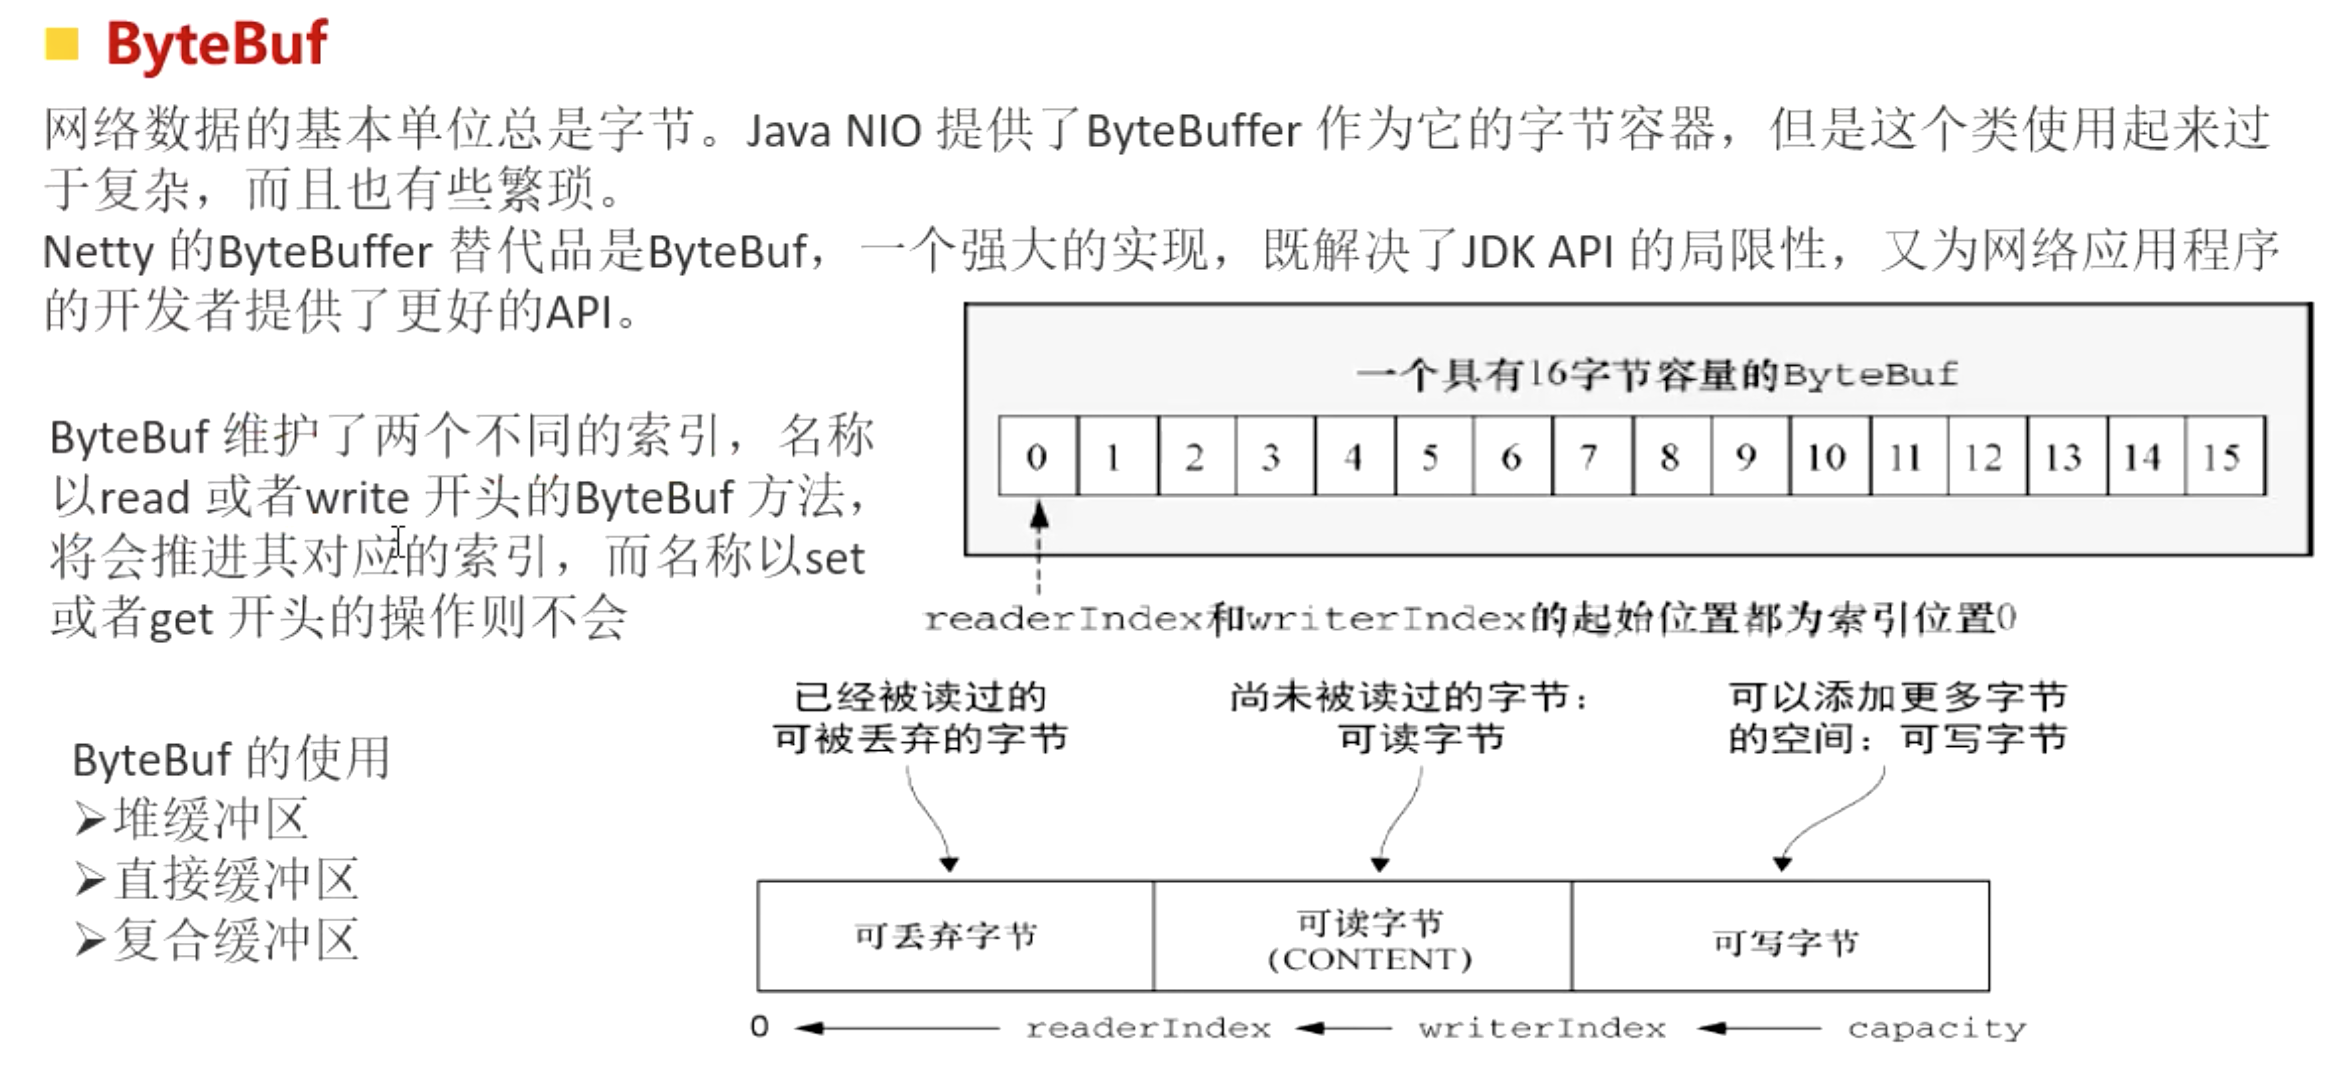 ByteBuf
网络数据的基本单位总是字节。Java NIO 提供了ByteBuffer 作为它的字节容器，但是这个类使用起来过
于复杂，而且也有些繁琐。
Netty 的ByteBuffer 替代品是ByteBuf，一个强大的实现，既解决了JDK API 的局限性，又为网络应用程序
的开发者提供了更好的API。
ByteBuf 维护了两个不同的索引，名称
以read 或者write 开头的ByteBuf 方法，
将会推进其对应的索引，而名称以set
或者get 开头的操作则不会
一个具有16字节容量的ByteBuf
0 1 2 3 4 5 6 7 8 9 10 11 12 13 14 15
readerIndex和writerIndex的起始位置都为索引位置0
ByteBuf 的使用
➢堆缓冲区
➢直接缓冲区
➢复合缓冲区
已经被读过的
可被丢弃的字节
尚未被读过的字节：
可读字节
可以添加更多字节
的空间：可写字节
可丢弃字节
可读字节
(CONTENT)
可写字节
0 readerIndex writerIndex capacity